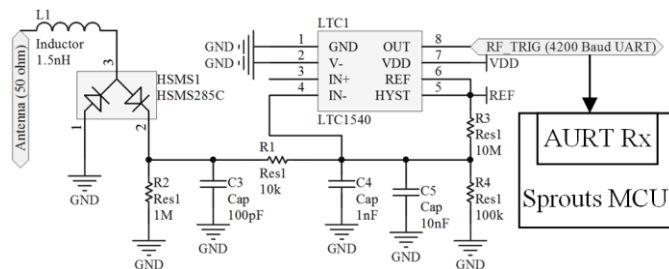 L1
Inductor
1.5nH
Antenna (50 ohm)
3
HSMS1
HSMS285C
1
2
LTC1
GND
GND
1
2
3
4
GND
V-
IN+
IN-
OUT
VDD
REF
HYST
8
7
6
5
LTC1540
RF_TRIG (4200 Baud UART)
VDD
REF
R3
Res1
10M
AURT Rx
Sprouts MCU
GND
R2
Res1
1M
GND
C3
Cap
100pF
GND
R1
Res1
10k
C4
Cap
1nF
GND
C5
Cap
10nF
GND
R4
Res1
100k
GND